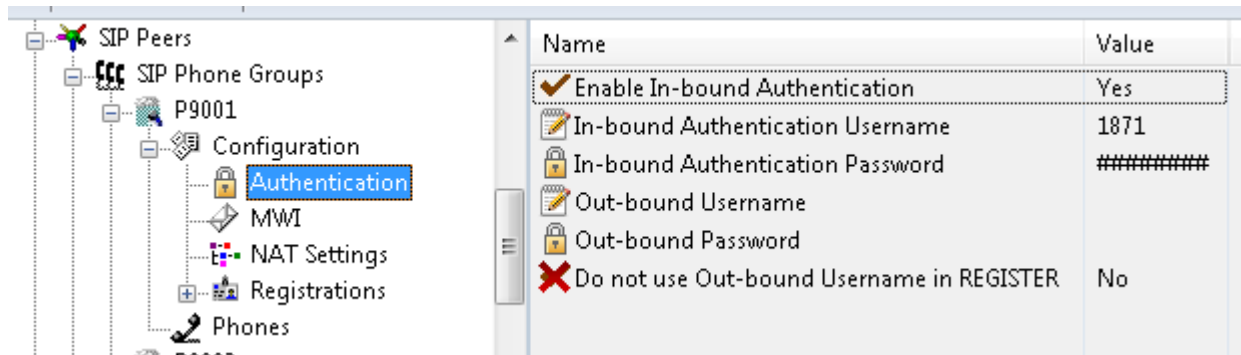 SIP Peers
SIP Phone Groups
P9001
Configuration
Authentication
MWI
NAT Settings
Registrations
Phones
Name Value
Enable In-bound Authentication Yes
In-bound Authentication Username 1871
In-bound Authentication Password ########
Out-bound Username
Out-bound Password
Do not use Out-bound Username in REGISTER No